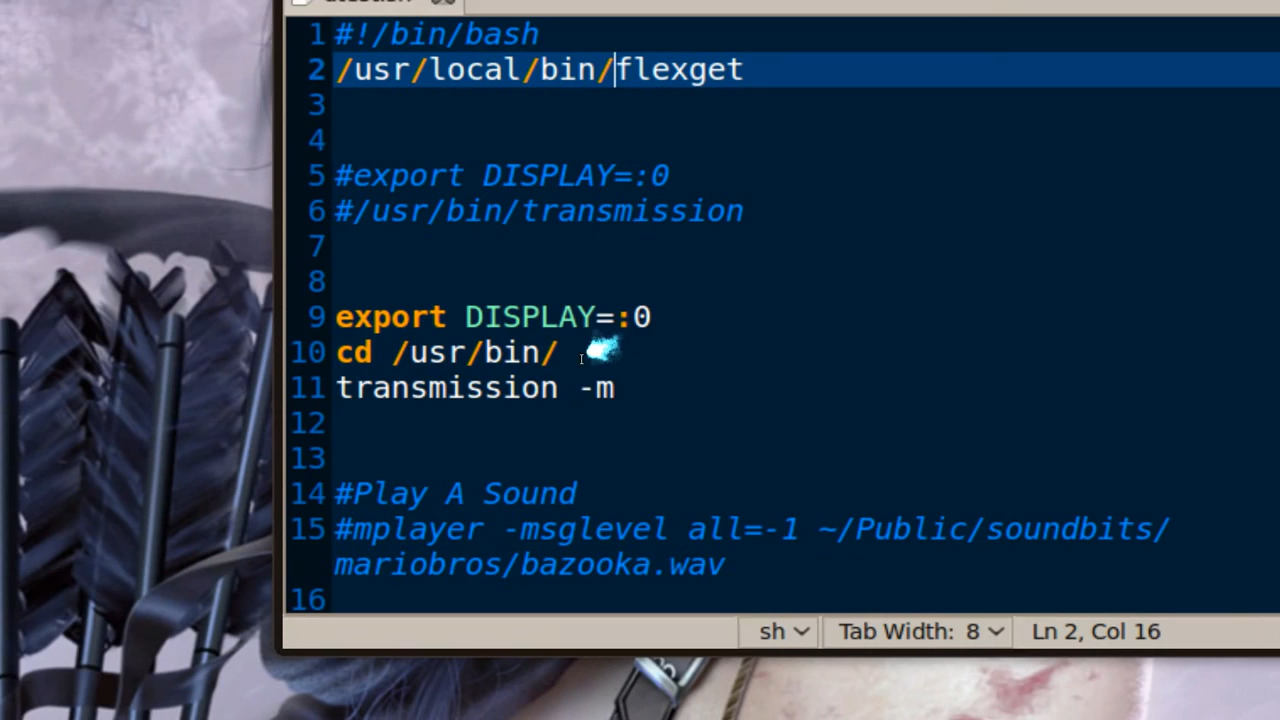 1 #!/bin/bash
2 /usr/local/bin/flexget
3
4
5 #export DISPLAY=:0
6 #/usr/bin/transmission
7
8
9 export DISPLAY=:0
10 cd /usr/bin/
11 transmission -m
12
13
14 #Play A Sound
15 #mplayer -msglevel all=-1 ~/Public/soundbits/
mariobros/bazooka.wav
16
sh Tab Width: 8 Ln 2, Col 16